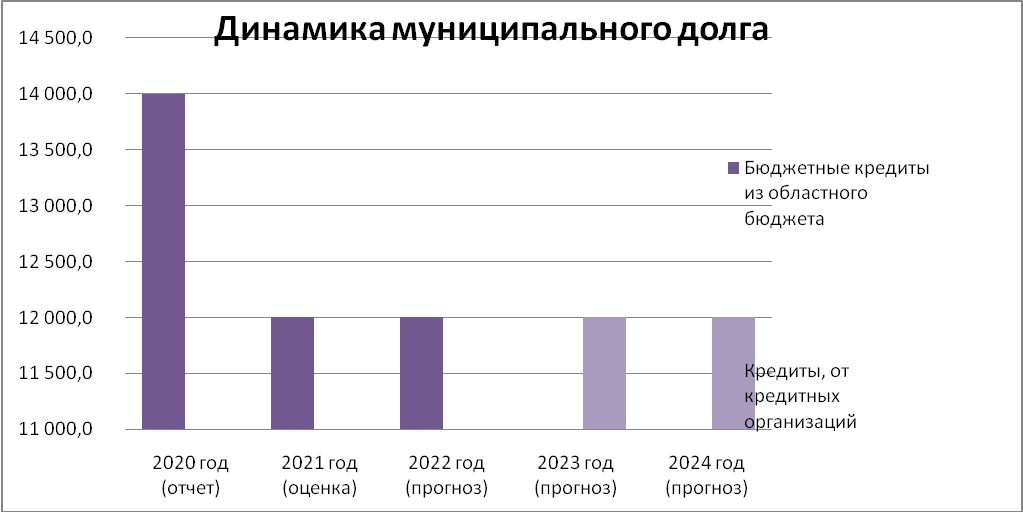 Динамика муниципального долга
14 500,0
14 000,0
13 500,0
13 000,0
12 500,0
12 000,0
11 500,0
11 000,0
2020 год
(отчет)
2021 год
(оценка)
2022 год
(прогноз)
2023 год
(прогноз)
2024 год
(прогноз)
Бюджетные кредиты
из областного
бюджета
Кредиты, от
кредитных
организаций